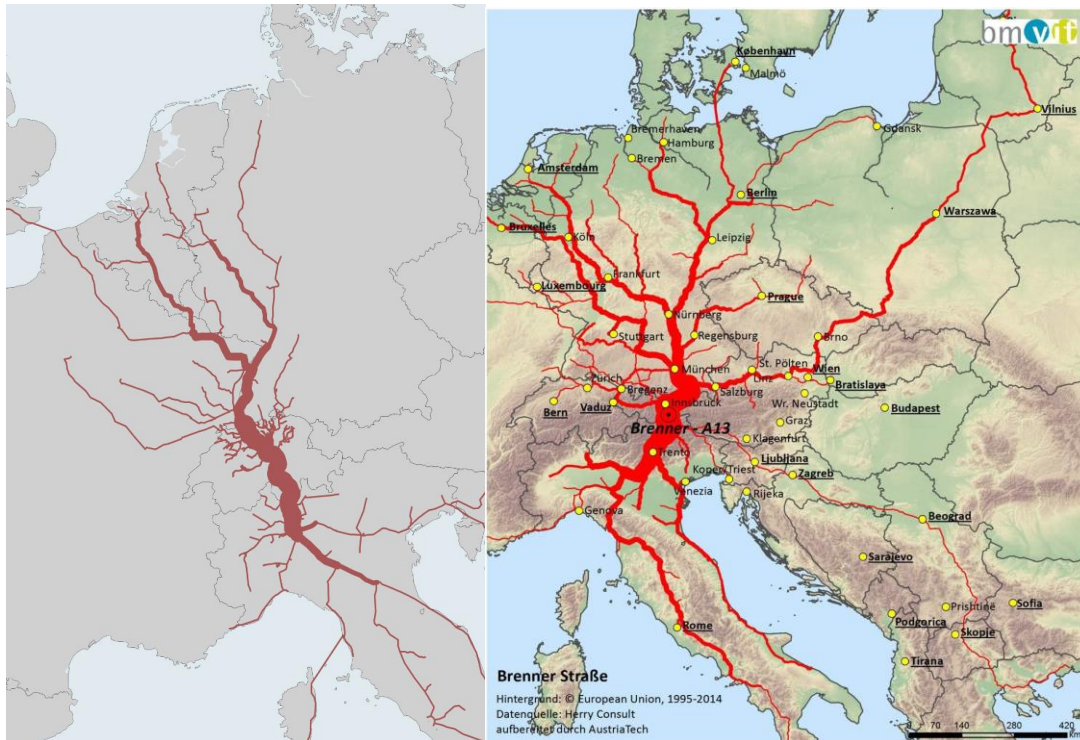 bmvit
København
Malmö
Vilnius
Gdansk
Bremerhaven
Hamburg
Bremen
Amsterdam
Berlin
Warszawa
Bruxelles
Köln
Leipzig
Frankfurt
Luxembourg
Prague
Nürnberg
Stuttgart
Regensburg
Brno
München
St. Pölten
Linz
Wien
Bratislava
Zürich
Bregenz
Salzburg
Innsbruck
Wr. Neustadt
Budapest
Bern
Vaduz
Brenner - A13
Graz
Klagenfurt
Trento
Ljubljana
Koper/Triest
Zagreb
Venezia
Rijeka
Genova
Beograd
Sarajevo
Prishtinë
Sofia
Podgorica
Rome
Skopje
Tirana
Brenner Straße
Hintergrund: © European Union, 1995-2014
Datenquelle: Herry Consult
aufbereitet durch AustriaTech
0 70 140 280 420
Km